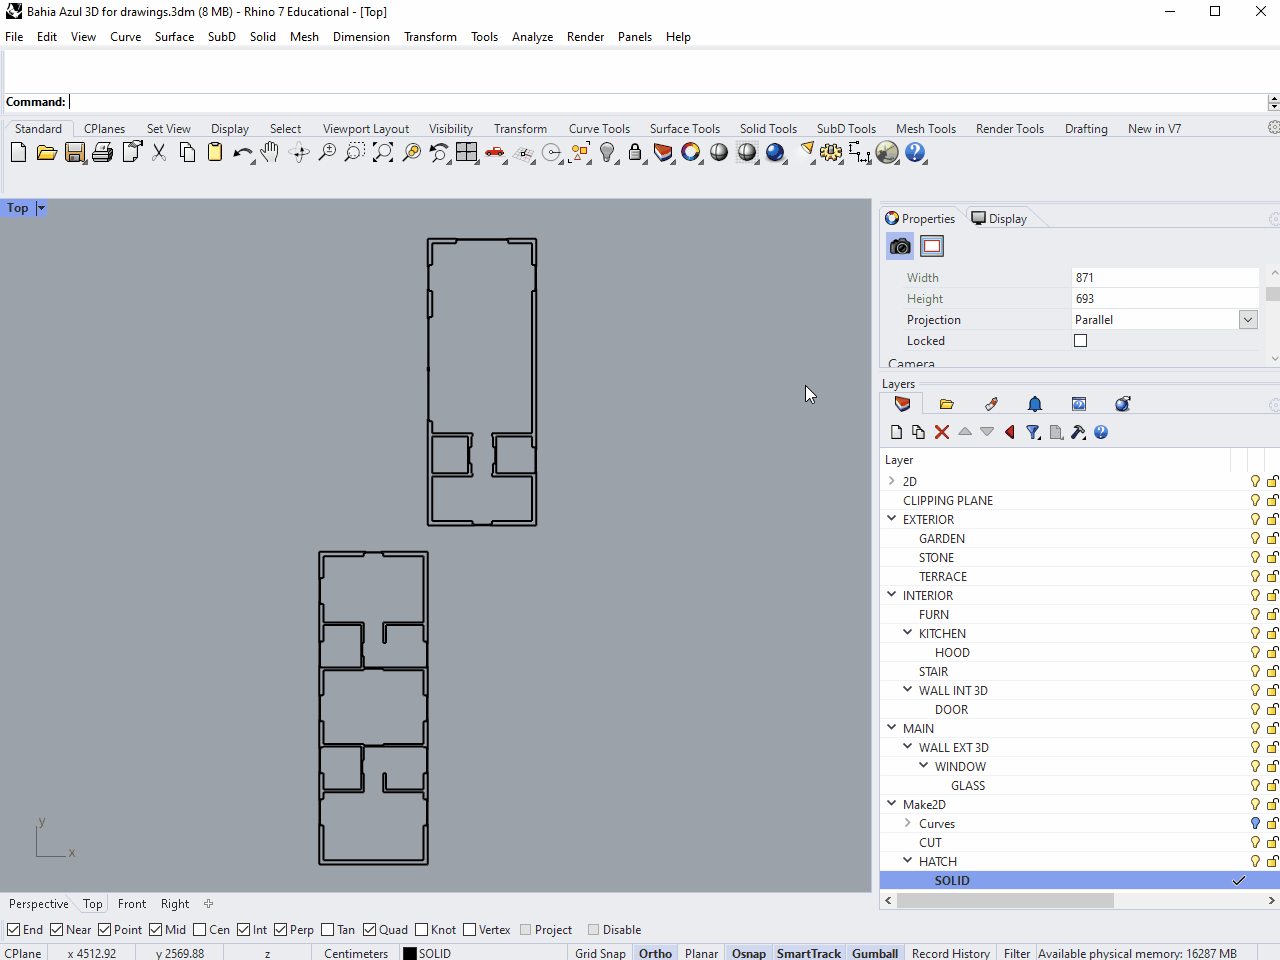 Bahia Azul 3D for drawings.3dm (8 MB) - Rhino 7 Educational - [Top]
File Edit View Curve Surface SubD Solid Mesh Dimension Transform Tools Analyze Render Panels Help
Command:
Standard CPlanes Set View Display Select Viewport Layout Visibility Transform Curve Tools Surface Tools Solid Tools SubD Tools Mesh Tools Render Tools Drafting New in V7
Top
Properties Display
Width 871
Height 693
Projection Parallel
Locked
Camera
Layers
Layer
2D
CLIPPING PLANE
EXTERIOR
GARDEN
STONE
TERRACE
INTERIOR
FURN
KITCHEN
HOOD
STAIR
WALL INT 3D
DOOR
MAIN
WALL EXT 3D
WINDOW
GLASS
Make2D
Curves
CUT
HATCH
SOLID
y
x
Perspective Top Front Right
End Near Point Mid Cen Int Perp Tan Quad Knot Vertex Project Disable
CPlane x 4512.92 y 2569.88 z Centimeters SOLID Grid Snap Ortho Planar Osnap SmartTrack Gumball Record History Filter Available physical memory: 16287 MB